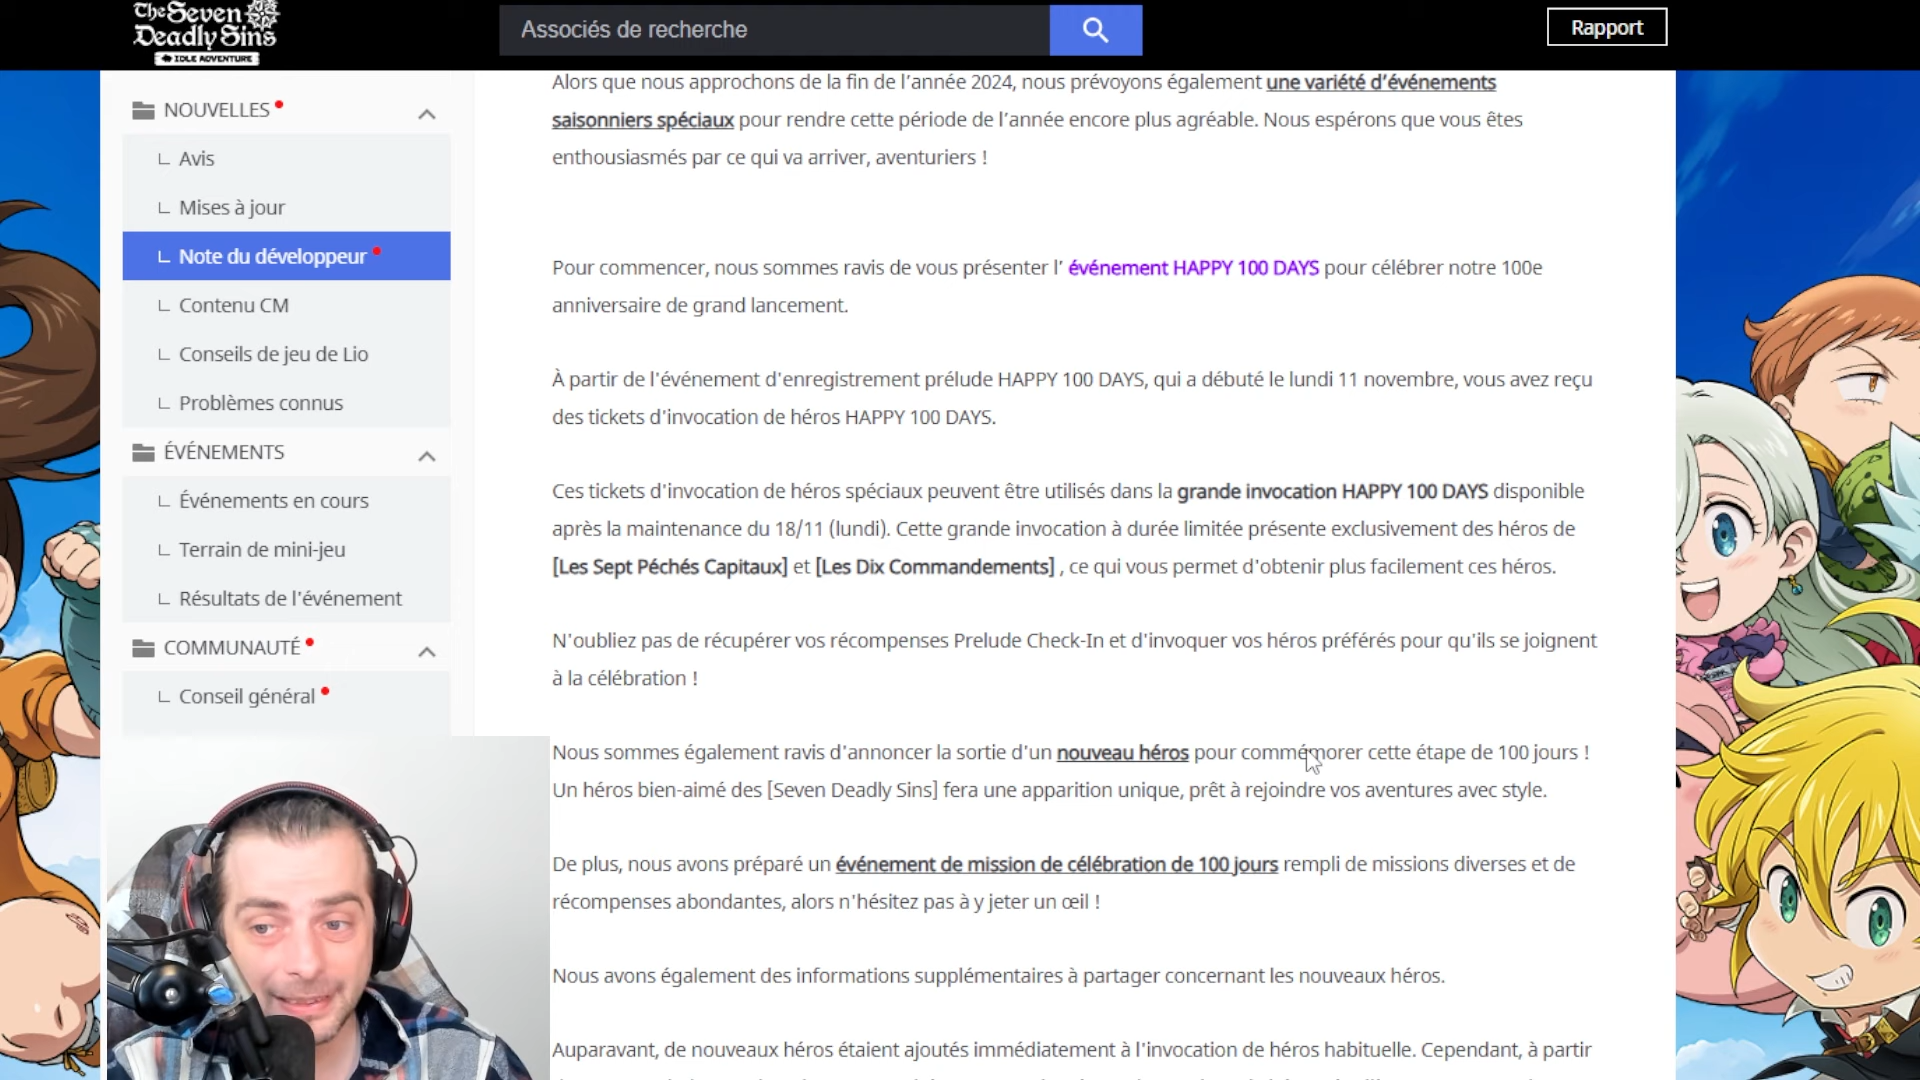 The Seven
Deadly Sins
IDLE ADVENTURE
Associés de recherche
Rapport
NOUVELLES
Avis
Mises à jour
Note du développeur
Contenu CM
Conseils de jeu de Lio
Problèmes connus
ÉVÉNEMENTS
Événements en cours
Terrain de mini-jeu
Résultats de l'événement
COMMUNAUTÉ
Conseil général
Alors que nous approchons de la fin de l'année 2024, nous prévoyons également une variété d'événements
saisonniers spéciaux pour rendre cette période de l'année encore plus agréable. Nous espérons que vous êtes
enthousiasmés par ce qui va arriver, aventuriers !
Pour commencer, nous sommes ravis de vous présenter l' événement HAPPY 100 DAYS pour célébrer notre 100e
anniversaire de grand lancement.
À partir de l'événement d'enregistrement prélude HAPPY 100 DAYS, qui a débuté le lundi 11 novembre, vous avez reçu
des tickets d'invocation de héros HAPPY 100 DAYS.
Ces tickets d'invocation de héros spéciaux peuvent être utilisés dans la grande invocation HAPPY 100 DAYS disponible
après la maintenance du 18/11 (lundi). Cette grande invocation à durée limitée présente exclusivement des héros de
[Les Sept Péchés Capitaux] et [Les Dix Commandements] , ce qui vous permet d'obtenir plus facilement ces héros.
N'oubliez pas de récupérer vos récompenses Prelude Check-In et d'invoquer vos héros préférés pour qu'ils se joignent
à la célébration !
Nous sommes également ravis d'annoncer la sortie d'un nouveau héros pour commémorer cette étape de 100 jours !
Un héros bien-aimé des [Seven Deadly Sins] fera une apparition unique, prêt à rejoindre vos aventures avec style.
De plus, nous avons préparé un événement de mission de célébration de 100 jours rempli de missions diverses et de
récompenses abondantes, alors n'hésitez pas à y jeter un œil !
Nous avons également des informations supplémentaires à partager concernant les nouveaux héros.
Auparavant, de nouveaux héros étaient ajoutés immédiatement à l'invocation de héros habituelle. Cependant, à partir